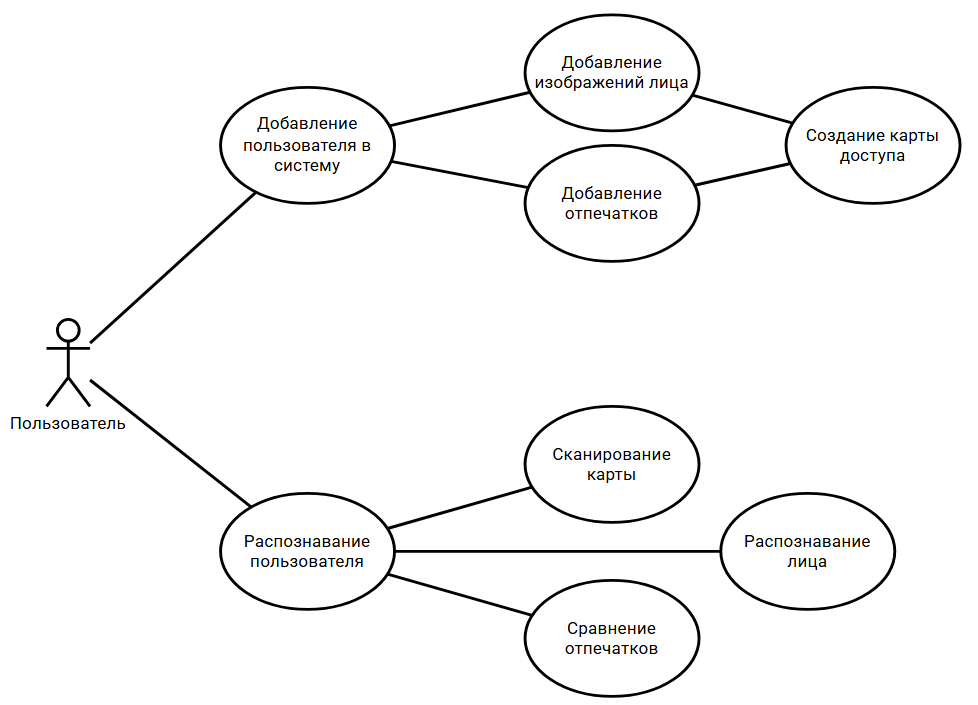 Добавление
изображений лица
Добавление
пользователя в
систему
Создание карты
доступа
Добавление
отпечатков
Пользователь
Сканирование
карты
Распознавание
пользователя
Распознавание
лица
Сравнение
отпечатков